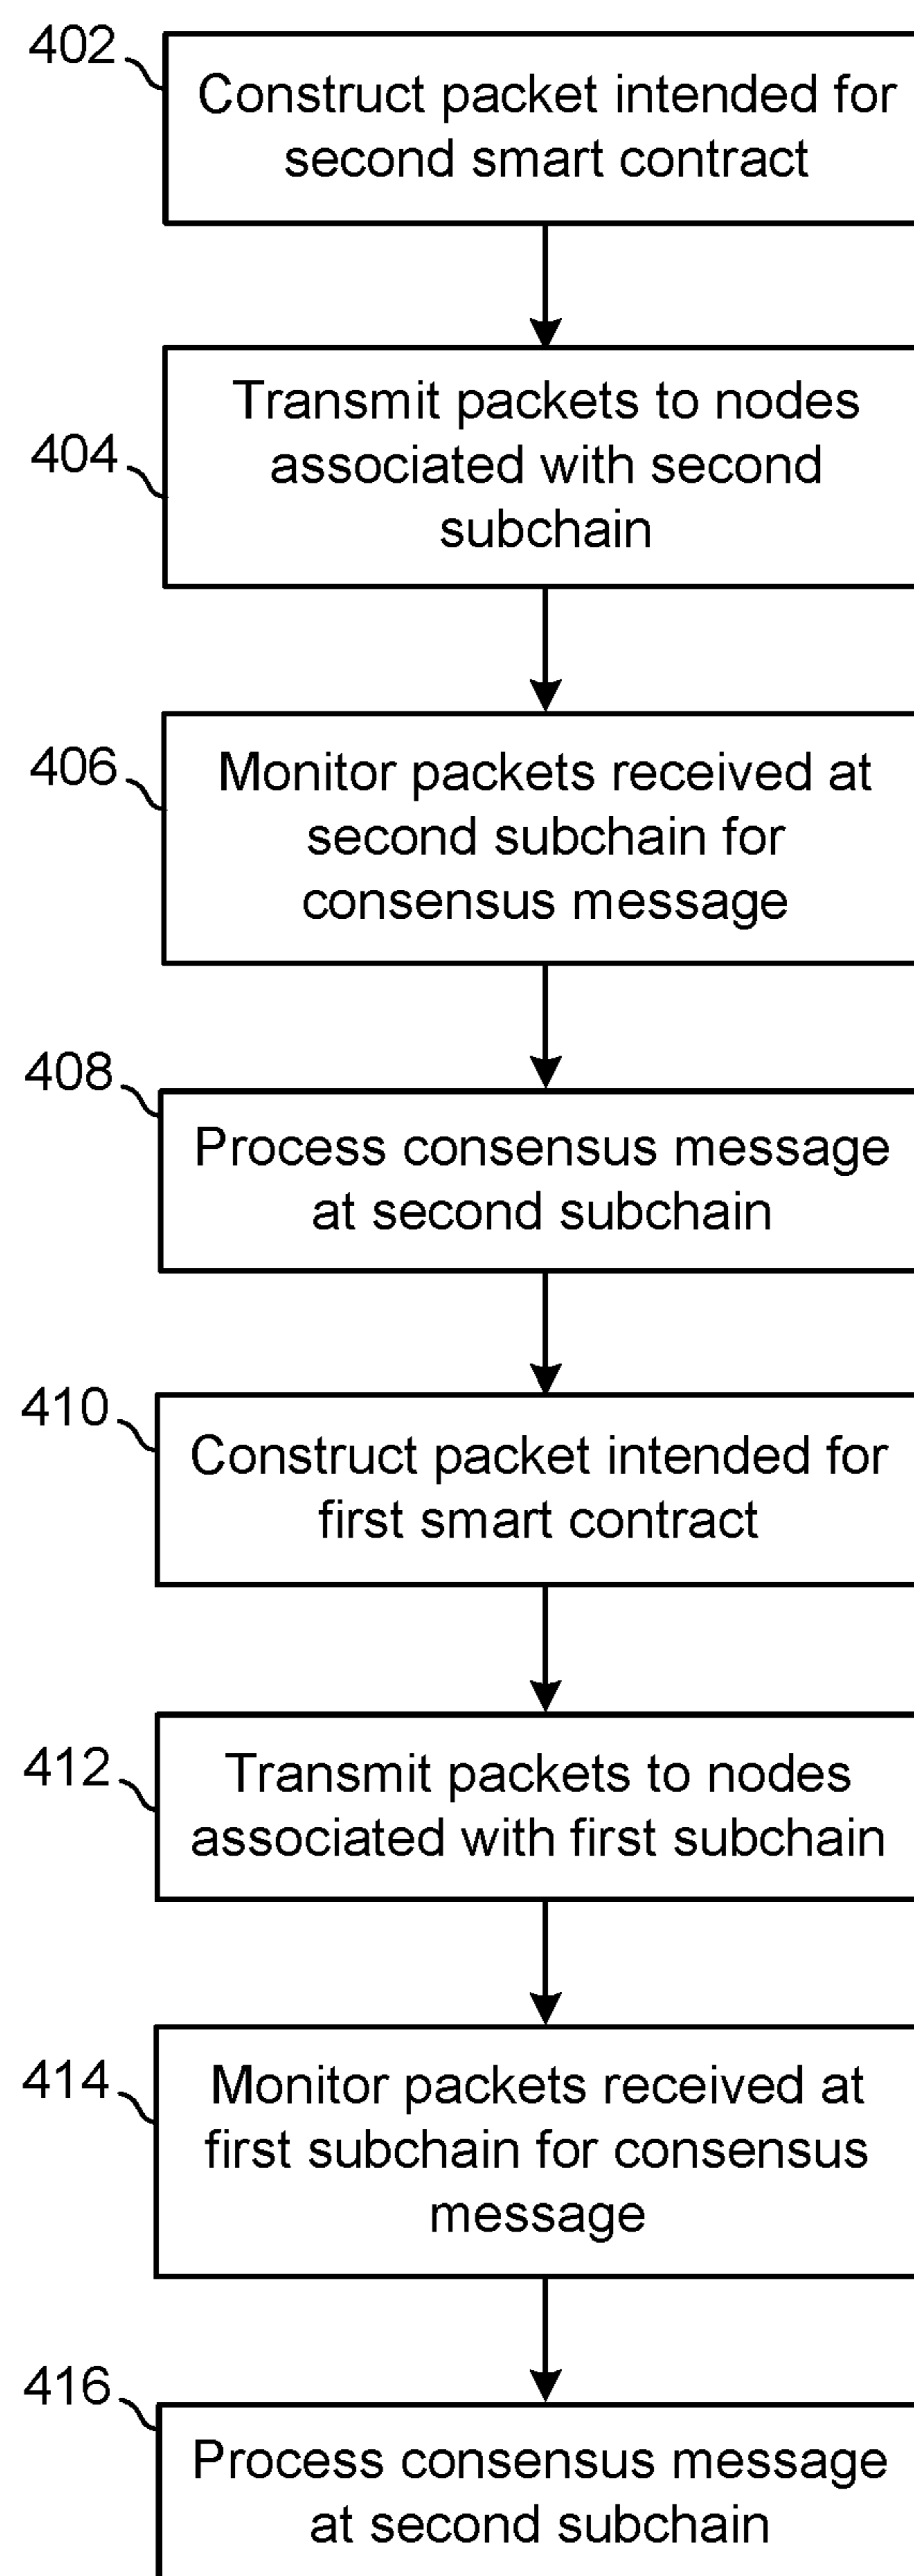 402
Construct packet intended for
second smart contract
404
Transmit packets to nodes
associated with second
subchain
406
Monitor packets received at
second subchain for
consensus message
408
Process consensus message
at second subchain
410
Construct packet intended for
first smart contract
412
Transmit packets to nodes
associated with first subchain
414
Monitor packets received at
first subchain for consensus
message
416
Process consensus message
at second subchain